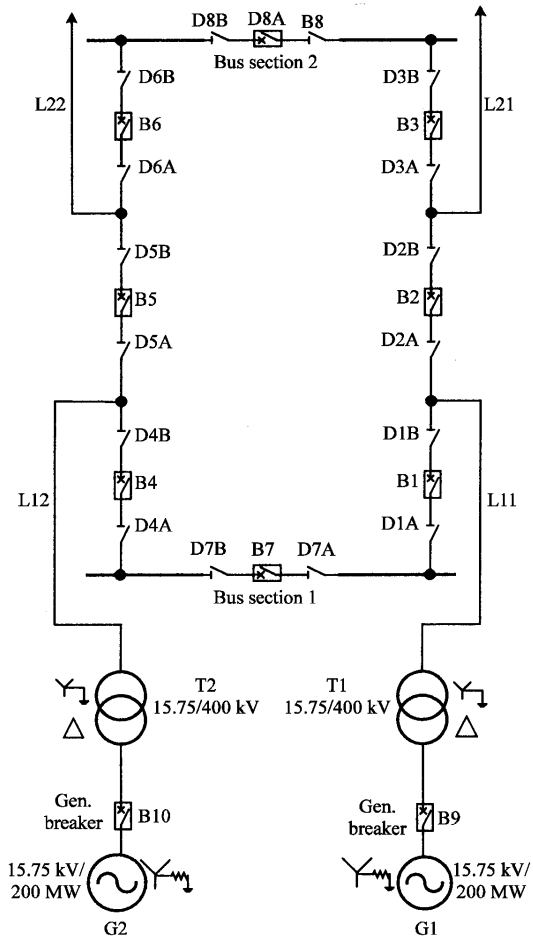 D8B D8A B8
Bus section 2
D6B D3B
L22 L21
B6 B3
D6A D3A
D5B D2B
B5 B2
D5A D2A
D4B D1B
B4 B1
L12 L11
D4A D1A
D7B B7 D7A
Bus section 1
T2 T1
15.75/400 kV 15.75/400 kV
Gen.
breaker
B10
Gen.
breaker
B9
15.75 kV/
200 MW
15.75 kV/
200 MW
G2 G1